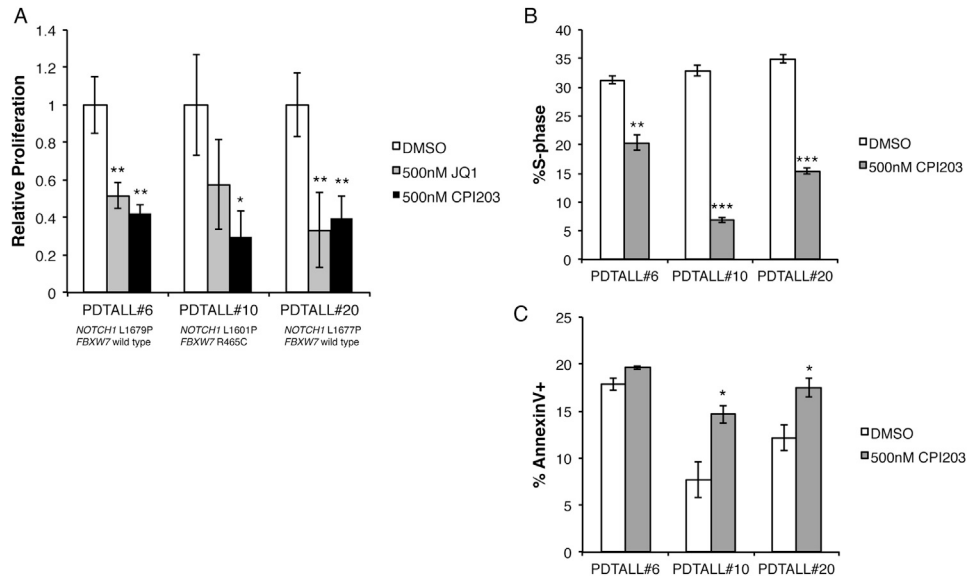 A
Relative Proliferation
1.4
1.2
1
0.8
0.6
0.4
0.2
0
** **
*
** **
PDTALL#6 PDTALL#10 PDTALL#20
NOTCH1 L1679P NOTCH1 L1601P NOTCH1 L1677P
FBXW7 wild type FBXW7 R465C FBXW7 wild type
DMSO
500nM JQ1
500nM CPI203
B
%S-phase
40
35
30
25
20
15
10
5
0
**
***
***
PDTALL#6 PDTALL#10 PDTALL#20
DMSO
500nM CPI203
C
% AnnexinV+
25
20
15
10
5
0
*
*
PDTALL#6 PDTALL#10 PDTALL#20
DMSO
500nM CPI203